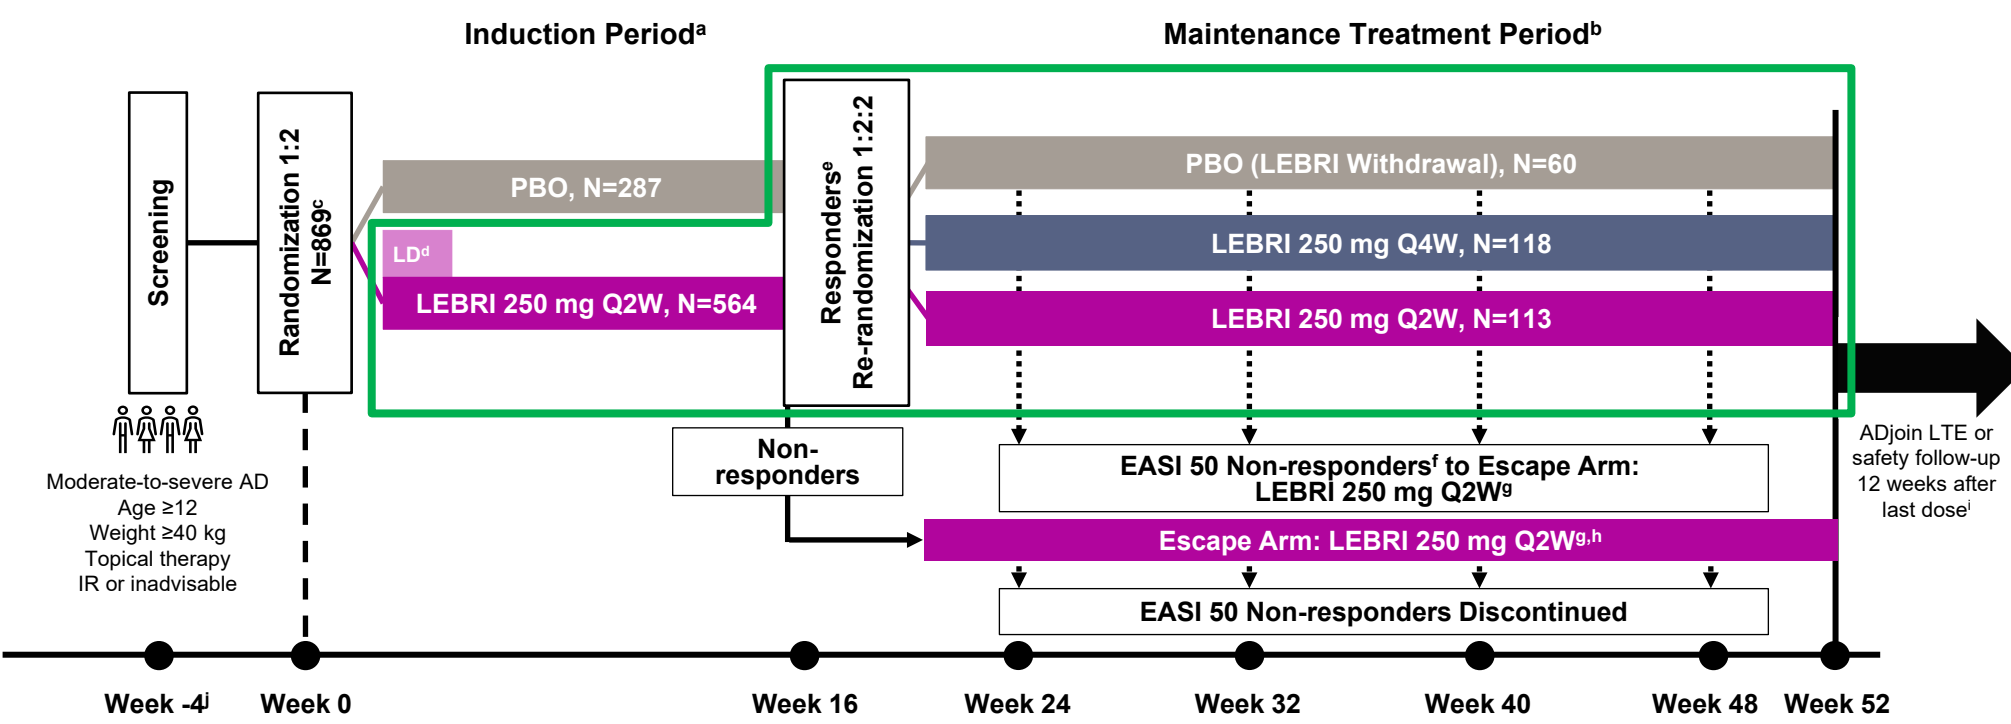 Induction Periodᵃ
Maintenance Treatment Periodᵇ
Screening
Randomization 1:2
N=869ᶜ
PBO, N=287
LDᵈ
LEBRI 250 mg Q2W, N=564
Respondersᵉ
Re-randomization 1:2:2
PBO (LEBRI Withdrawal), N=60
LEBRI 250 mg Q4W, N=118
LEBRI 250 mg Q2W, N=113
Non-
responders
EASI 50 Non-respondersᶠ to Escape Arm:
LEBRI 250 mg Q2Wᵍ
Escape Arm: LEBRI 250 mg Q2Wᵍ,ʰ
EASI 50 Non-responders Discontinued
Moderate-to-severe AD
Age ≥12
Weight ≥40 kg
Topical therapy
IR or inadvisable
ADjoin LTE or
safety follow-up
12 weeks after
last doseⁱ
Week -4ʲ
Week 0
Week 16
Week 24
Week 32
Week 40
Week 48
Week 52